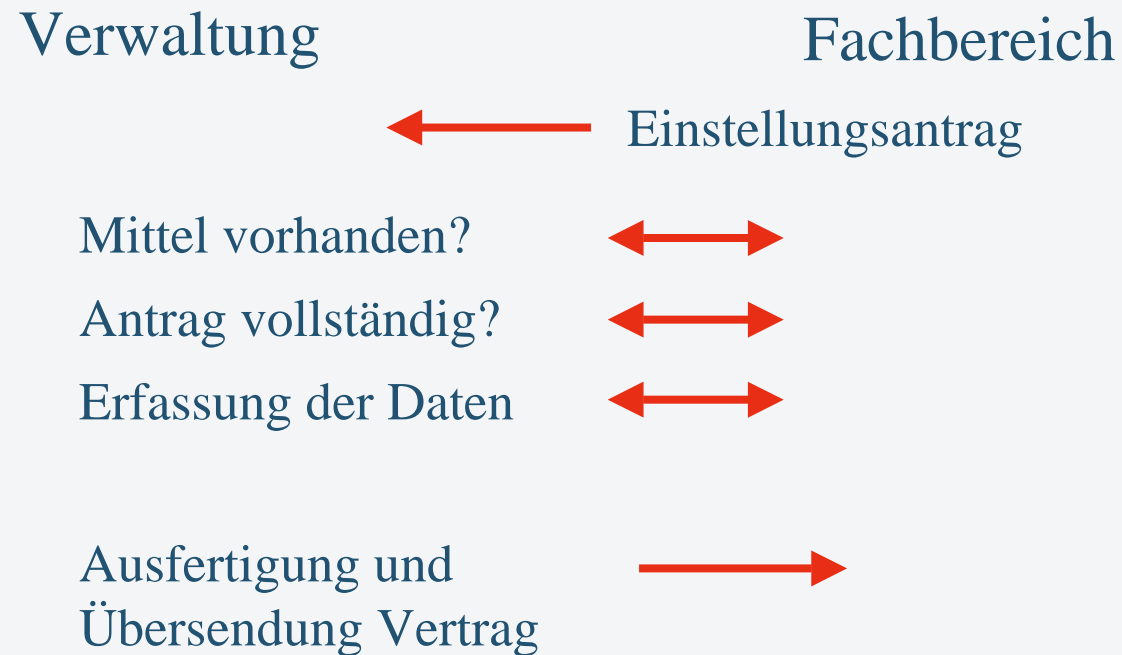 Verwaltung
Fachbereich
Einstellungsantrag
Mittel vorhanden?
Antrag vollständig?
Erfassung der Daten
Ausfertigung und
Übersendung Vertrag